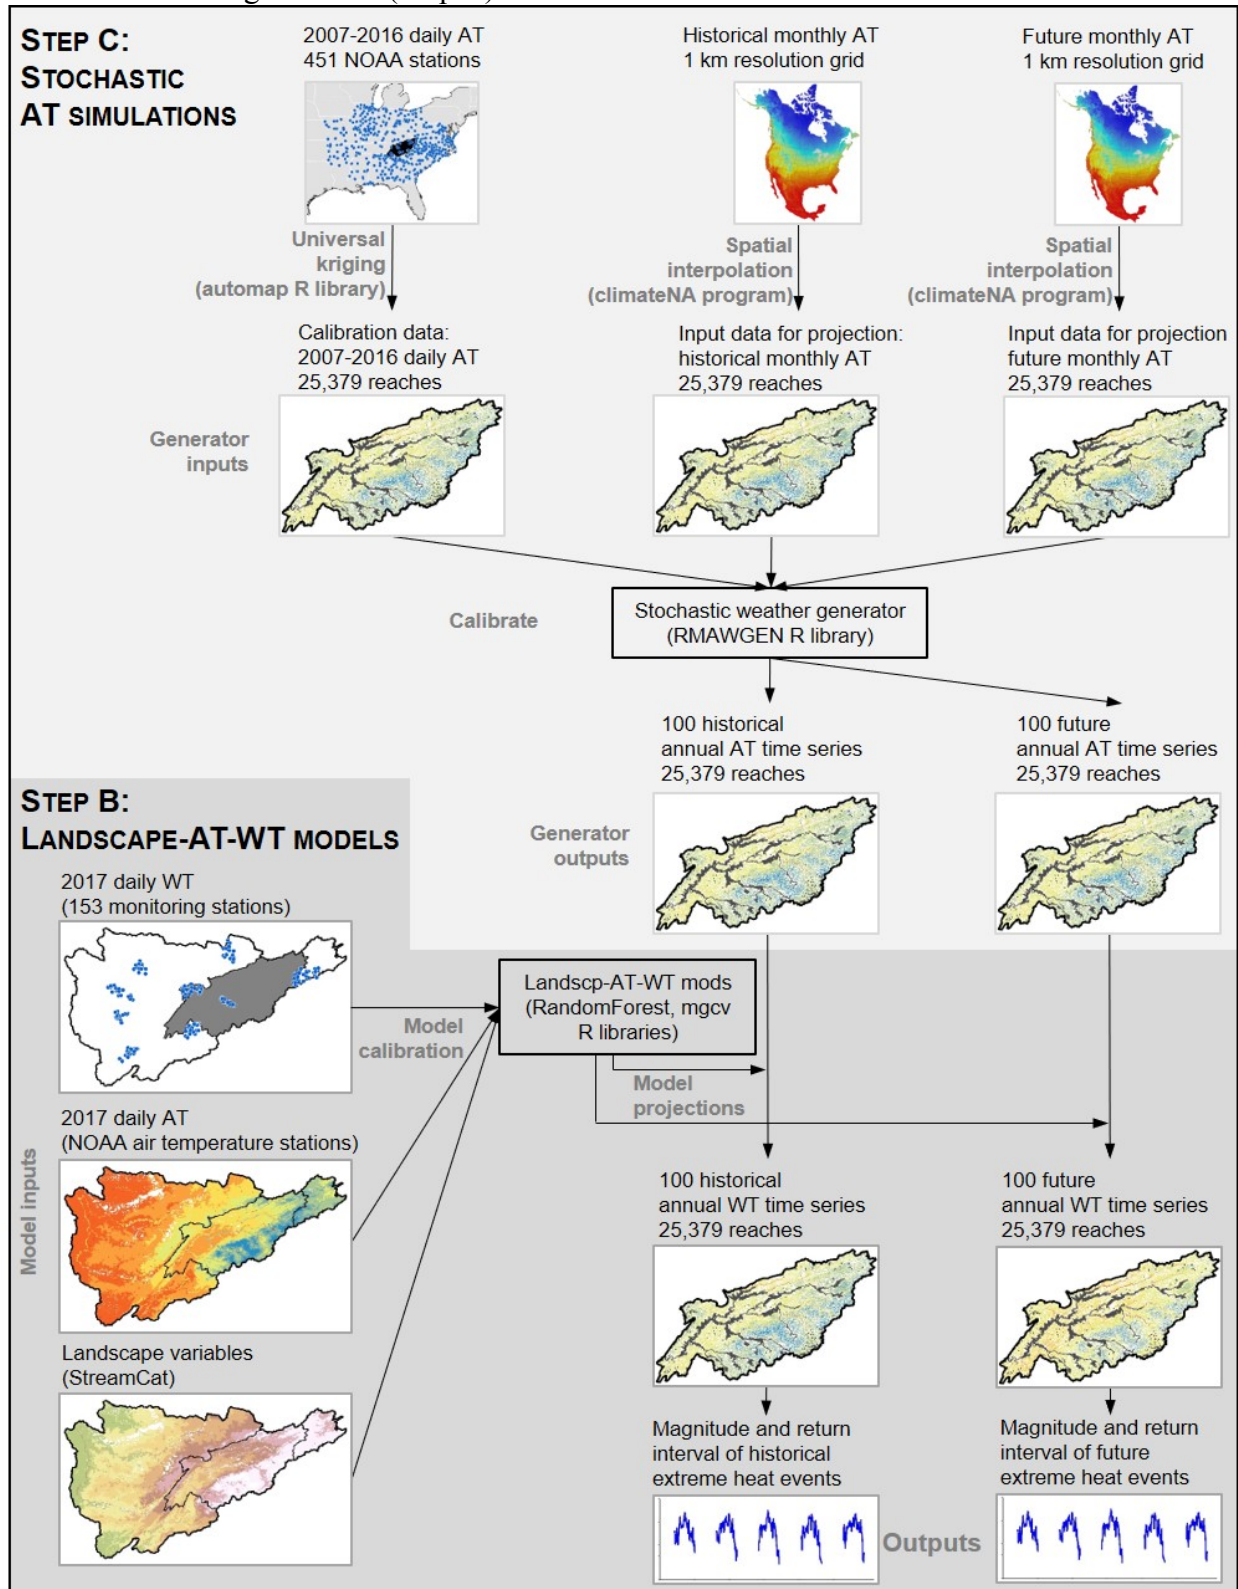 STEP C:
STOCHASTIC
AT SIMULATIONS
2007-2016 daily AT
451 NOAA stations
Historical monthly AT
1 km resolution grid
Future monthly AT
1 km resolution grid
Universal
kriging
(automap R library)
Spatial
interpolation
(climateNA program)
Spatial
interpolation
(climateNA program)
Calibration data:
2007-2016 daily AT
25,379 reaches
Input data for projection:
historical monthly AT
25,379 reaches
Input data for projection
future monthly AT
25,379 reaches
Generator
inputs
Calibrate
Stochastic weather generator
(RMAWGEN R library)
100 historical
annual AT time series
25,379 reaches
100 future
annual AT time series
25,379 reaches
Generator
outputs
STEP B:
LANDSCAPE-AT-WT MODELS
2017 daily WT
(153 monitoring stations)
Landscp-AT-WT mods
(RandomForest, mgcv
R libraries)
Model
calibration
Model
projections
2017 daily AT
(NOAA air temperature stations)
Model inputs
Landscape variables
(StreamCat)
100 historical
annual WT time series
25,379 reaches
100 future
annual WT time series
25,379 reaches
Magnitude and return
interval of historical
extreme heat events
Magnitude and return
interval of future
extreme heat events
Outputs